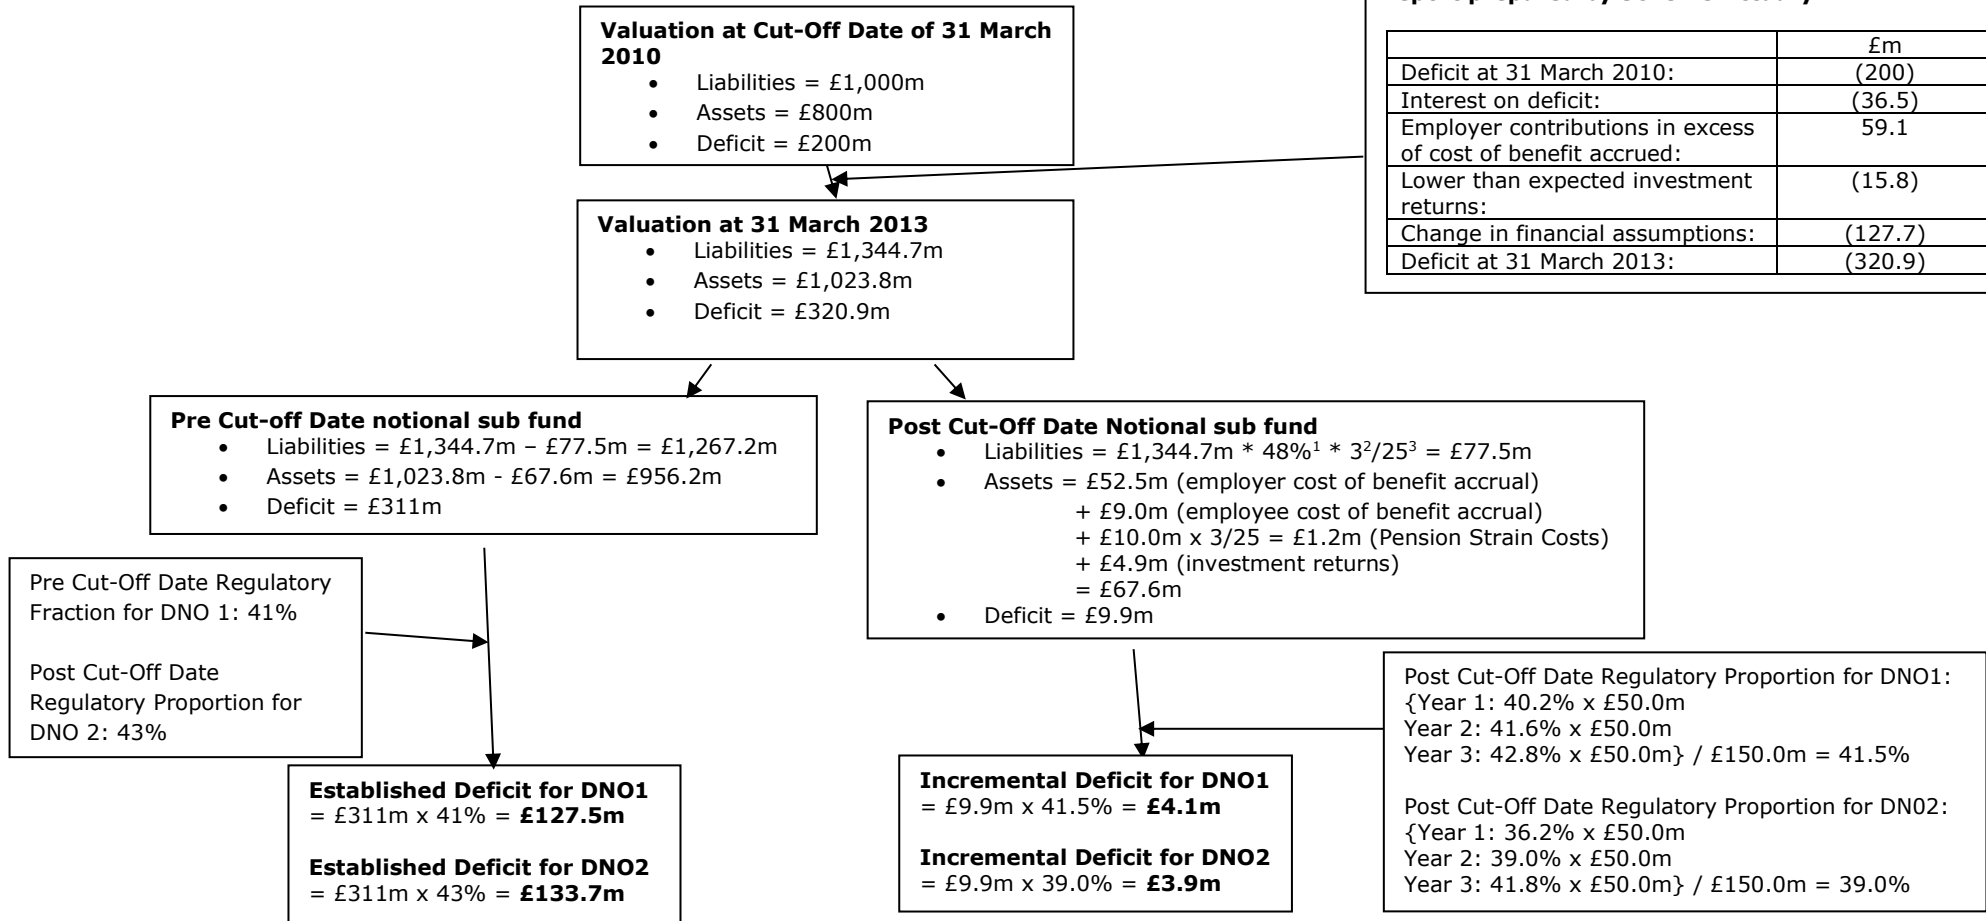 Valuation at Cut-Off Date of 31 March
2010
• Liabilities = £1,000m
• Assets = £800m
• Deficit = £200m
£m
Deficit at 31 March 2010: (200)
Interest on deficit: (36.5)
Employer contributions in excess 59.1
of cost of benefit accrued:
Lower than expected investment (15.8)
returns:
Change in financial assumptions: (127.7)
Deficit at 31 March 2013: (320.9)
Valuation at 31 March 2013
• Liabilities = £1,344.7m
• Assets = £1,023.8m
• Deficit = £320.9m
Pre Cut-off Date notional sub fund
• Liabilities = £1,344.7m – £77.5m = £1,267.2m
• Assets = £1,023.8m - £67.6m = £956.2m
• Deficit = £311m
Post Cut-Off Date Notional sub fund
• Liabilities = £1,344.7m * 48%¹ * 3²/25³ = £77.5m
• Assets = £52.5m (employer cost of benefit accrual)
+ £9.0m (employee cost of benefit accrual)
+ £10.0m x 3/25 = £1.2m (Pension Strain Costs)
+ £4.9m (investment returns)
= £67.6m
• Deficit = £9.9m
Pre Cut-Off Date Regulatory
Fraction for DNO 1: 41%
Post Cut-Off Date
Regulatory Proportion for
DNO 2: 43%
Post Cut-Off Date Regulatory Proportion for DNO1:
{Year 1: 40.2% x £50.0m
Year 2: 41.6% x £50.0m
Year 3: 42.8% x £50.0m} / £150.0m = 41.5%
Post Cut-Off Date Regulatory Proportion for DN02:
{Year 1: 36.2% x £50.0m
Year 2: 39.0% x £50.0m
Year 3: 41.8% x £50.0m} / £150.0m = 39.0%
Established Deficit for DNO1
= £311m x 41% = £127.5m
Established Deficit for DNO2
= £311m x 43% = £133.7m
Incremental Deficit for DNO1
= £9.9m x 41.5% = £4.1m
Incremental Deficit for DNO2
= £9.9m x 39.0% = £3.9m